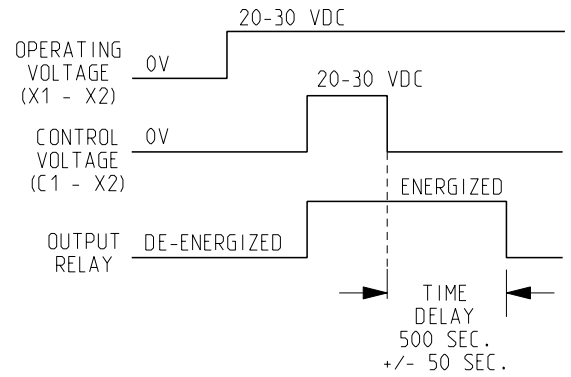 20-30 VDC
OPERATING
VOLTAGE
(X1 - X2)
0V
20-30 VDC
CONTROL
VOLTAGE
(C1 - X2)
0V
ENERGIZED
OUTPUT
RELAY
DE-ENERGIZED
TIME
DELAY
500 SEC.
+/- 50 SEC.